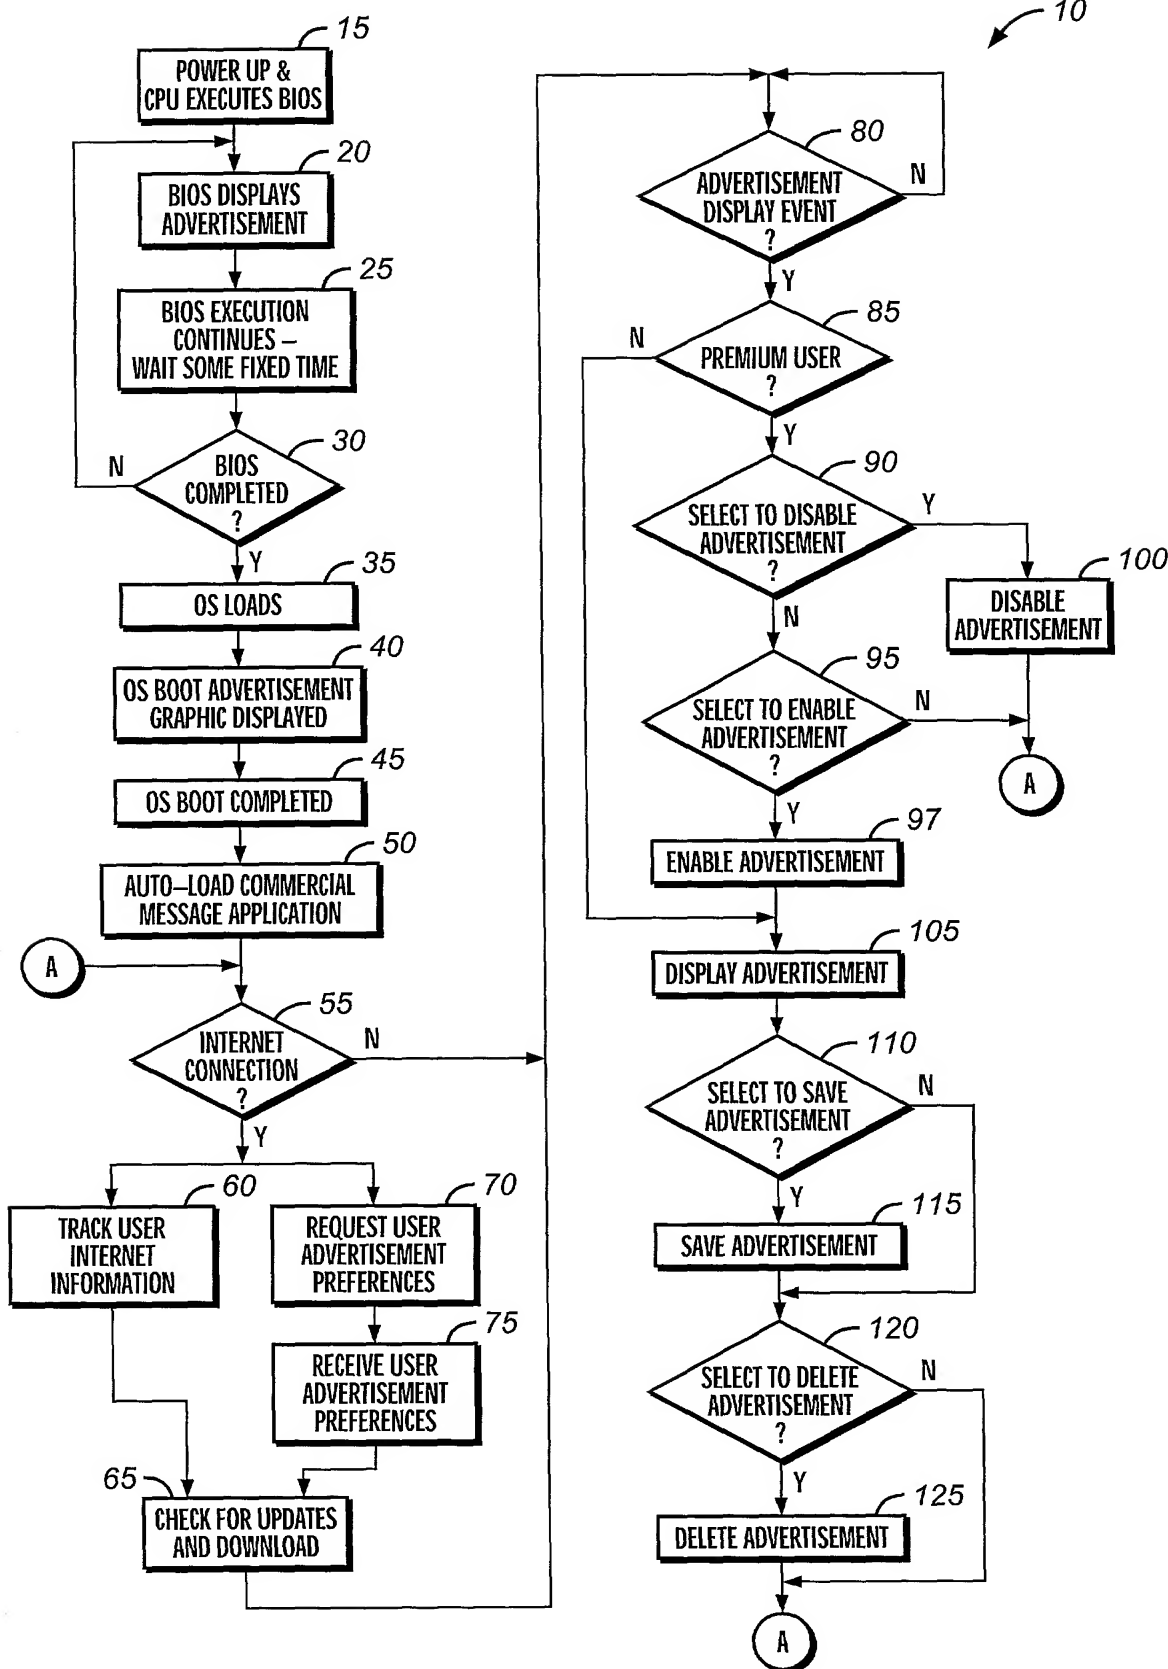 10
15
POWER UP &
CPU EXECUTES BIOS
20
BIOS DISPLAYS
ADVERTISEMENT
25
BIOS EXECUTION
CONTINUES –
WAIT SOME FIXED TIME
30
N
BIOS
COMPLETED
?
Y
35
OS LOADS
40
OS BOOT ADVERTISEMENT
GRAPHIC DISPLAYED
45
OS BOOT COMPLETED
50
AUTO–LOAD COMMERCIAL
MESSAGE APPLICATION
A
55
INTERNET
CONNECTION
?
N
Y
60
TRACK USER
INTERNET
INFORMATION
70
REQUEST USER
ADVERTISEMENT
PREFERENCES
75
RECEIVE USER
ADVERTISEMENT
PREFERENCES
65
CHECK FOR UPDATES
AND DOWNLOAD
80
ADVERTISEMENT
DISPLAY EVENT
?
N
Y
85
N
PREMIUM USER
?
Y
90
SELECT TO DISABLE
ADVERTISEMENT
?
Y
N
100
DISABLE
ADVERTISEMENT
95
SELECT TO ENABLE
ADVERTISEMENT
?
N
A
Y
97
ENABLE ADVERTISEMENT
105
DISPLAY ADVERTISEMENT
110
SELECT TO SAVE
ADVERTISEMENT
?
N
Y
115
SAVE ADVERTISEMENT
120
SELECT TO DELETE
ADVERTISEMENT
?
N
Y
125
DELETE ADVERTISEMENT
A